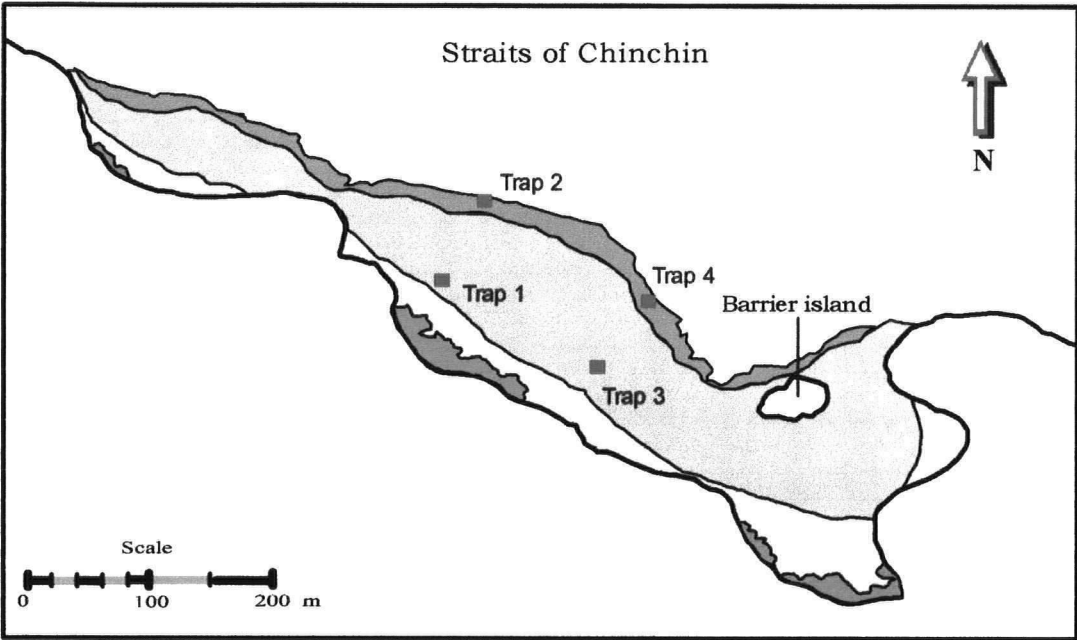 Straits of Chinchin
N
Trap 2
Trap 4
Trap 1
Barrier island
Trap 3
Scale
0 100 200 m